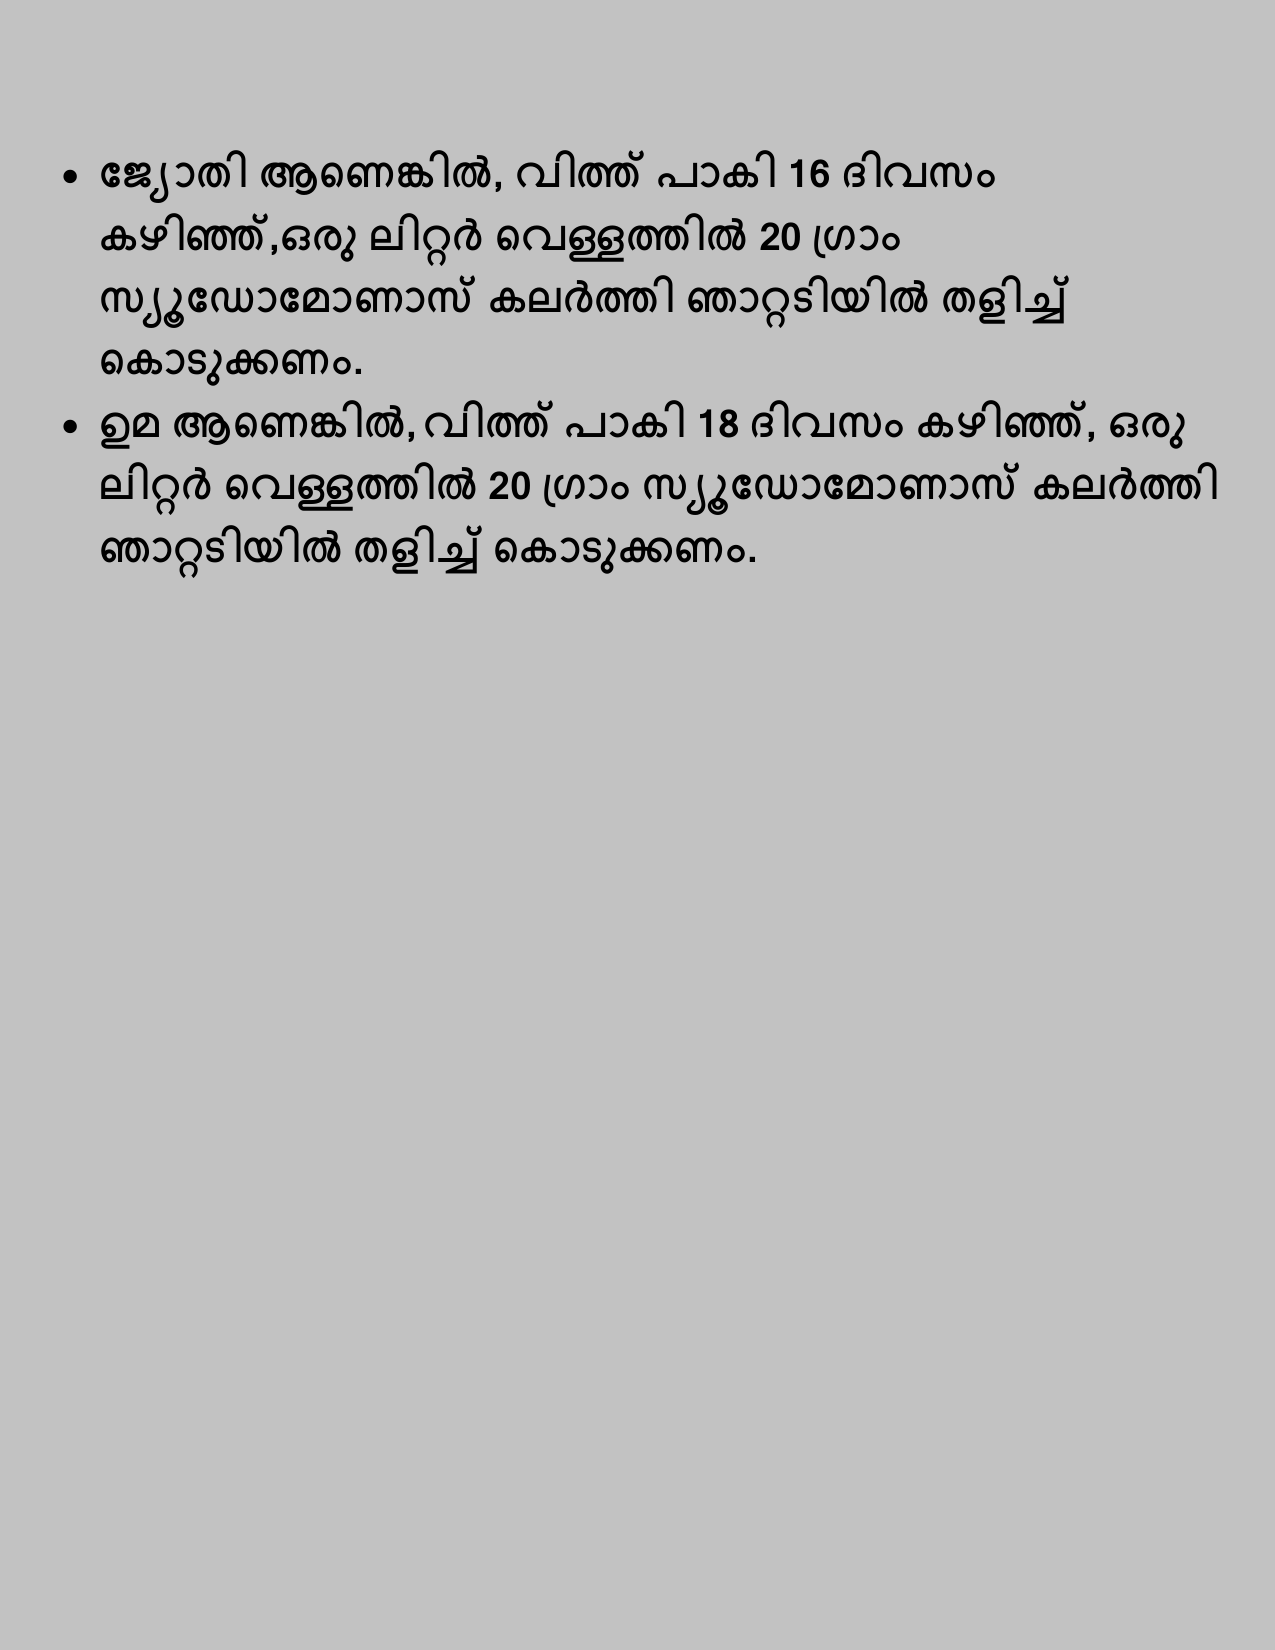 • ജ്യോതി ആണെങ്കിൽ, വിത്ത് പാകി 16 ദിവസം
കഴിഞ്ഞ്,ഒരു ലിറ്റർ വെള്ളത്തിൽ 20 ഗ്രാം
സ്യൂഡോമോണാസ് കലർത്തി ഞാറ്റടിയിൽ തളിച്ച്
കൊടുക്കണം.
• ഉമ ആണെങ്കിൽ,വിത്ത് പാകി 18 ദിവസം കഴിഞ്ഞ്, ഒരു
ലിറ്റർ വെള്ളത്തിൽ 20 ഗ്രാം സ്യൂഡോമോണാസ് കലർത്തി
ഞാറ്റടിയിൽ തളിച്ച് കൊടുക്കണം.